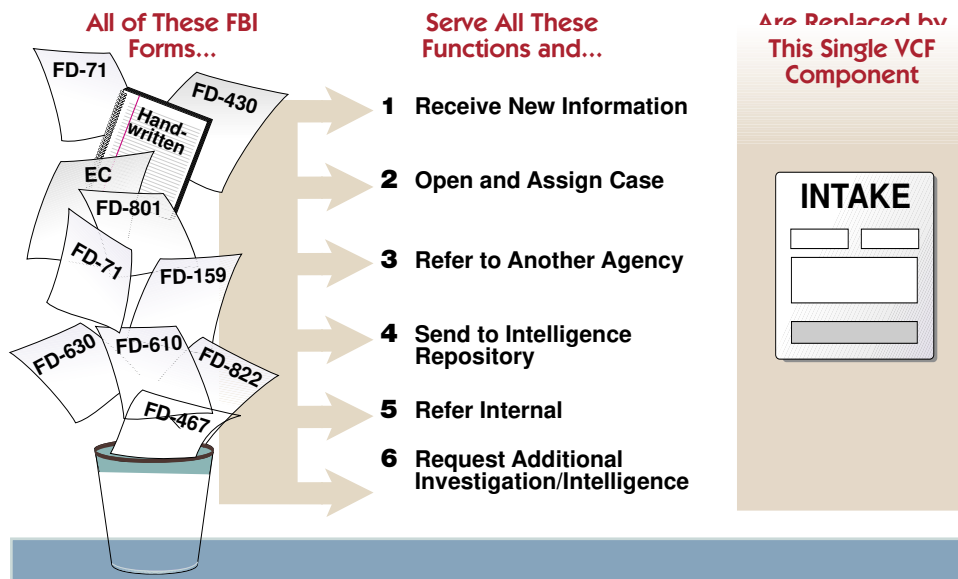 All of These FBI
Forms...
FD-71
FD-430
Hand-
written
EC
FD-801
FD-71
FD-159
FD-630
FD-610
FD-822
FD-467
Serve All These
Functions and...
1 Receive New Information
2 Open and Assign Case
3 Refer to Another Agency
4 Send to Intelligence
Repository
5 Refer Internal
6 Request Additional
Investigation/Intelligence
Are Replaced by
This Single VCF
Component
INTAKE